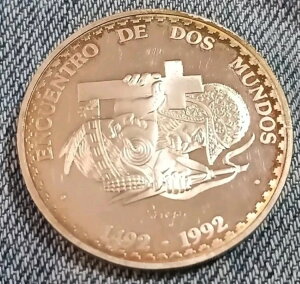 ENCUENTRO DE DOS MUNDOS
1492 - 1992